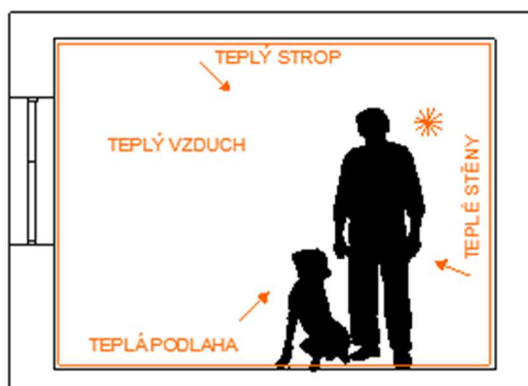 TEPLÝ STROP
TEPLÝ VZDUCH
TEPLÉ STĚNY
TEPLÁ PODLAHA